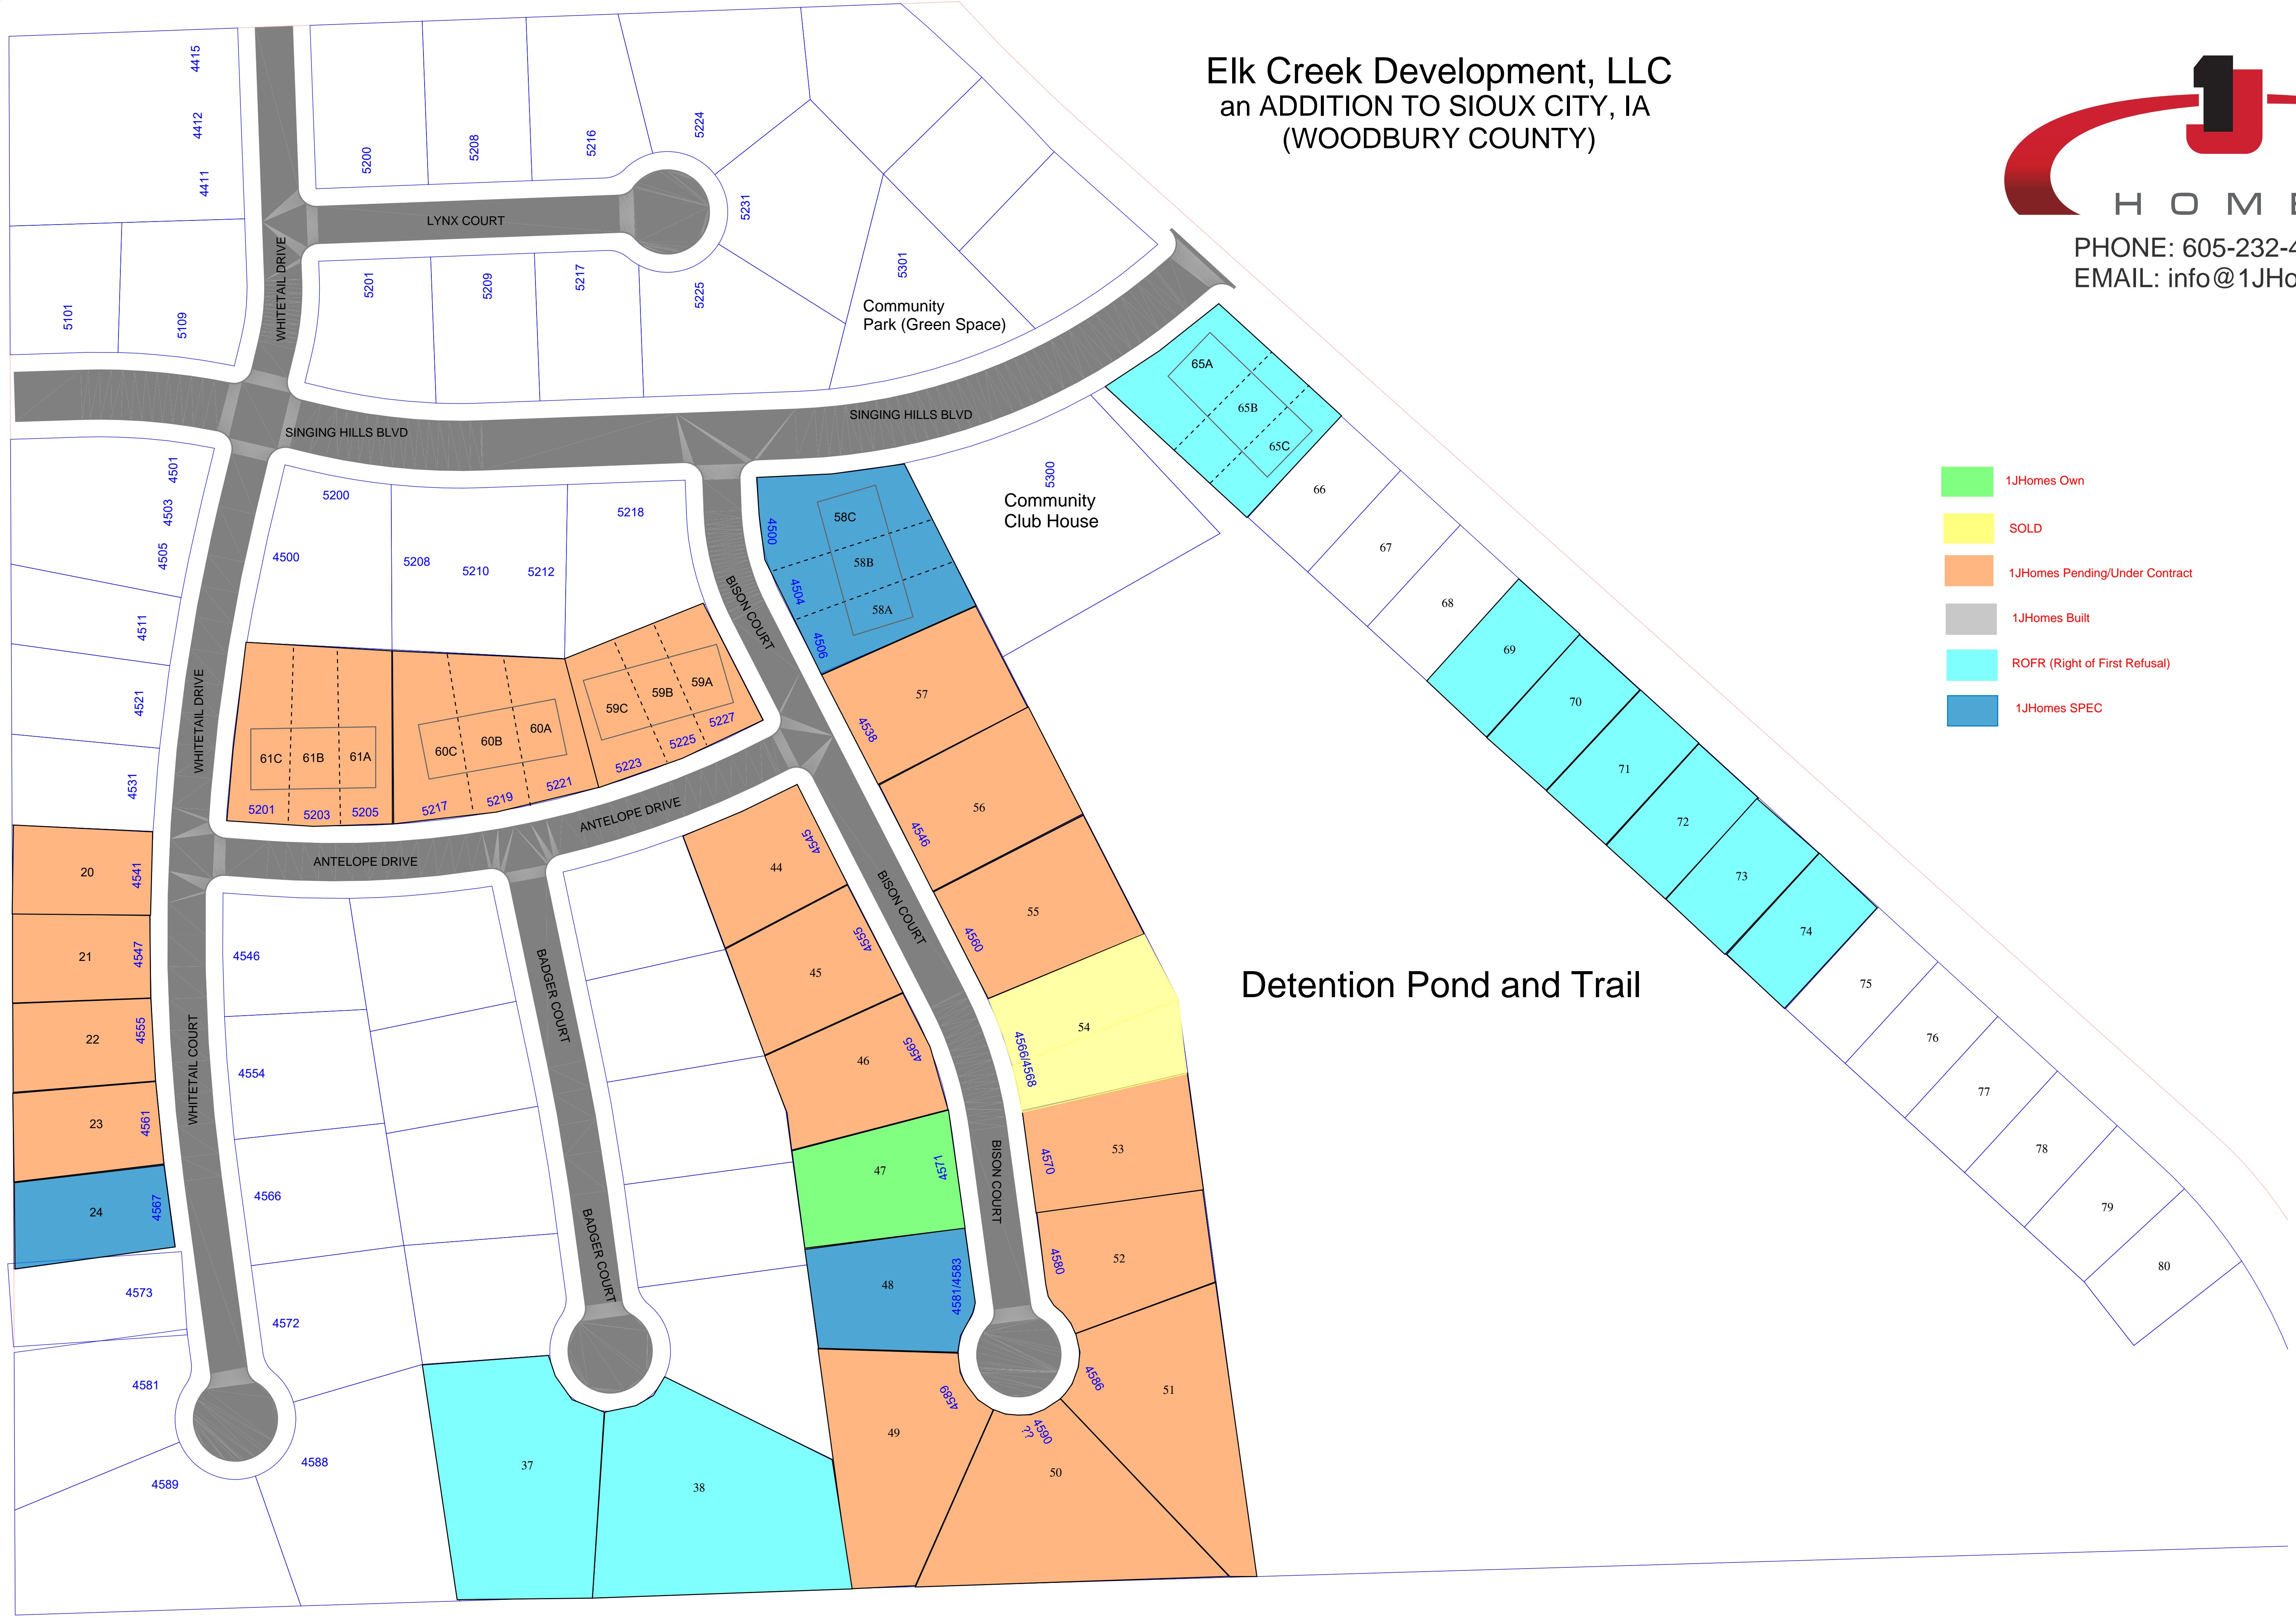 Elk Creek Development, LLC
an ADDITION TO SIOUX CITY, IA
(WOODBURY COUNTY)
1J
HOME
PHONE: 605-232-4
EMAIL: info@1JHo
1JHomes Own
SOLD
1JHomes Pending/Under Contract
1JHomes Built
ROFR (Right of First Refusal)
1JHomes SPEC
4415
4412
4411
5101
5109
WHITETAIL DRIVE
5200
5208
5216
5224
5231
LYNX COURT
5201
5209
5217
5225
5301
Community
Park (Green Space)
SINGING HILLS BLVD
SINGING HILLS BLVD
4501
4503
4505
4511
4521
4531
WHITETAIL DRIVE
5200
4500
5208
5210
5212
5218
BISON COURT
4500
4504
4506
58C
58B
58A
5300
Community
Club House
65A
65B
65C
66
67
68
69
70
71
72
73
74
75
76
77
78
79
80
61C
61B
61A
5201
5203
5205
60C
60B
60A
5217
5219
5221
59C
59B
59A
5223
5225
5227
ANTELOPE DRIVE
ANTELOPE DRIVE
57
4538
56
4546
55
4560
54
4566/4568
53
4570
52
4580
51
4586
50
4590
??
49
4589
48
4581/4583
47
4571
46
4565
45
4555
44
4545
BISON COURT
BISON COURT
Detention Pond and Trail
20
4541
21
4547
22
4555
23
4561
24
4567
4573
4581
4589
WHITETAIL COURT
4546
4554
4566
4572
4588
BADGER COURT
BADGER COURT
37
38